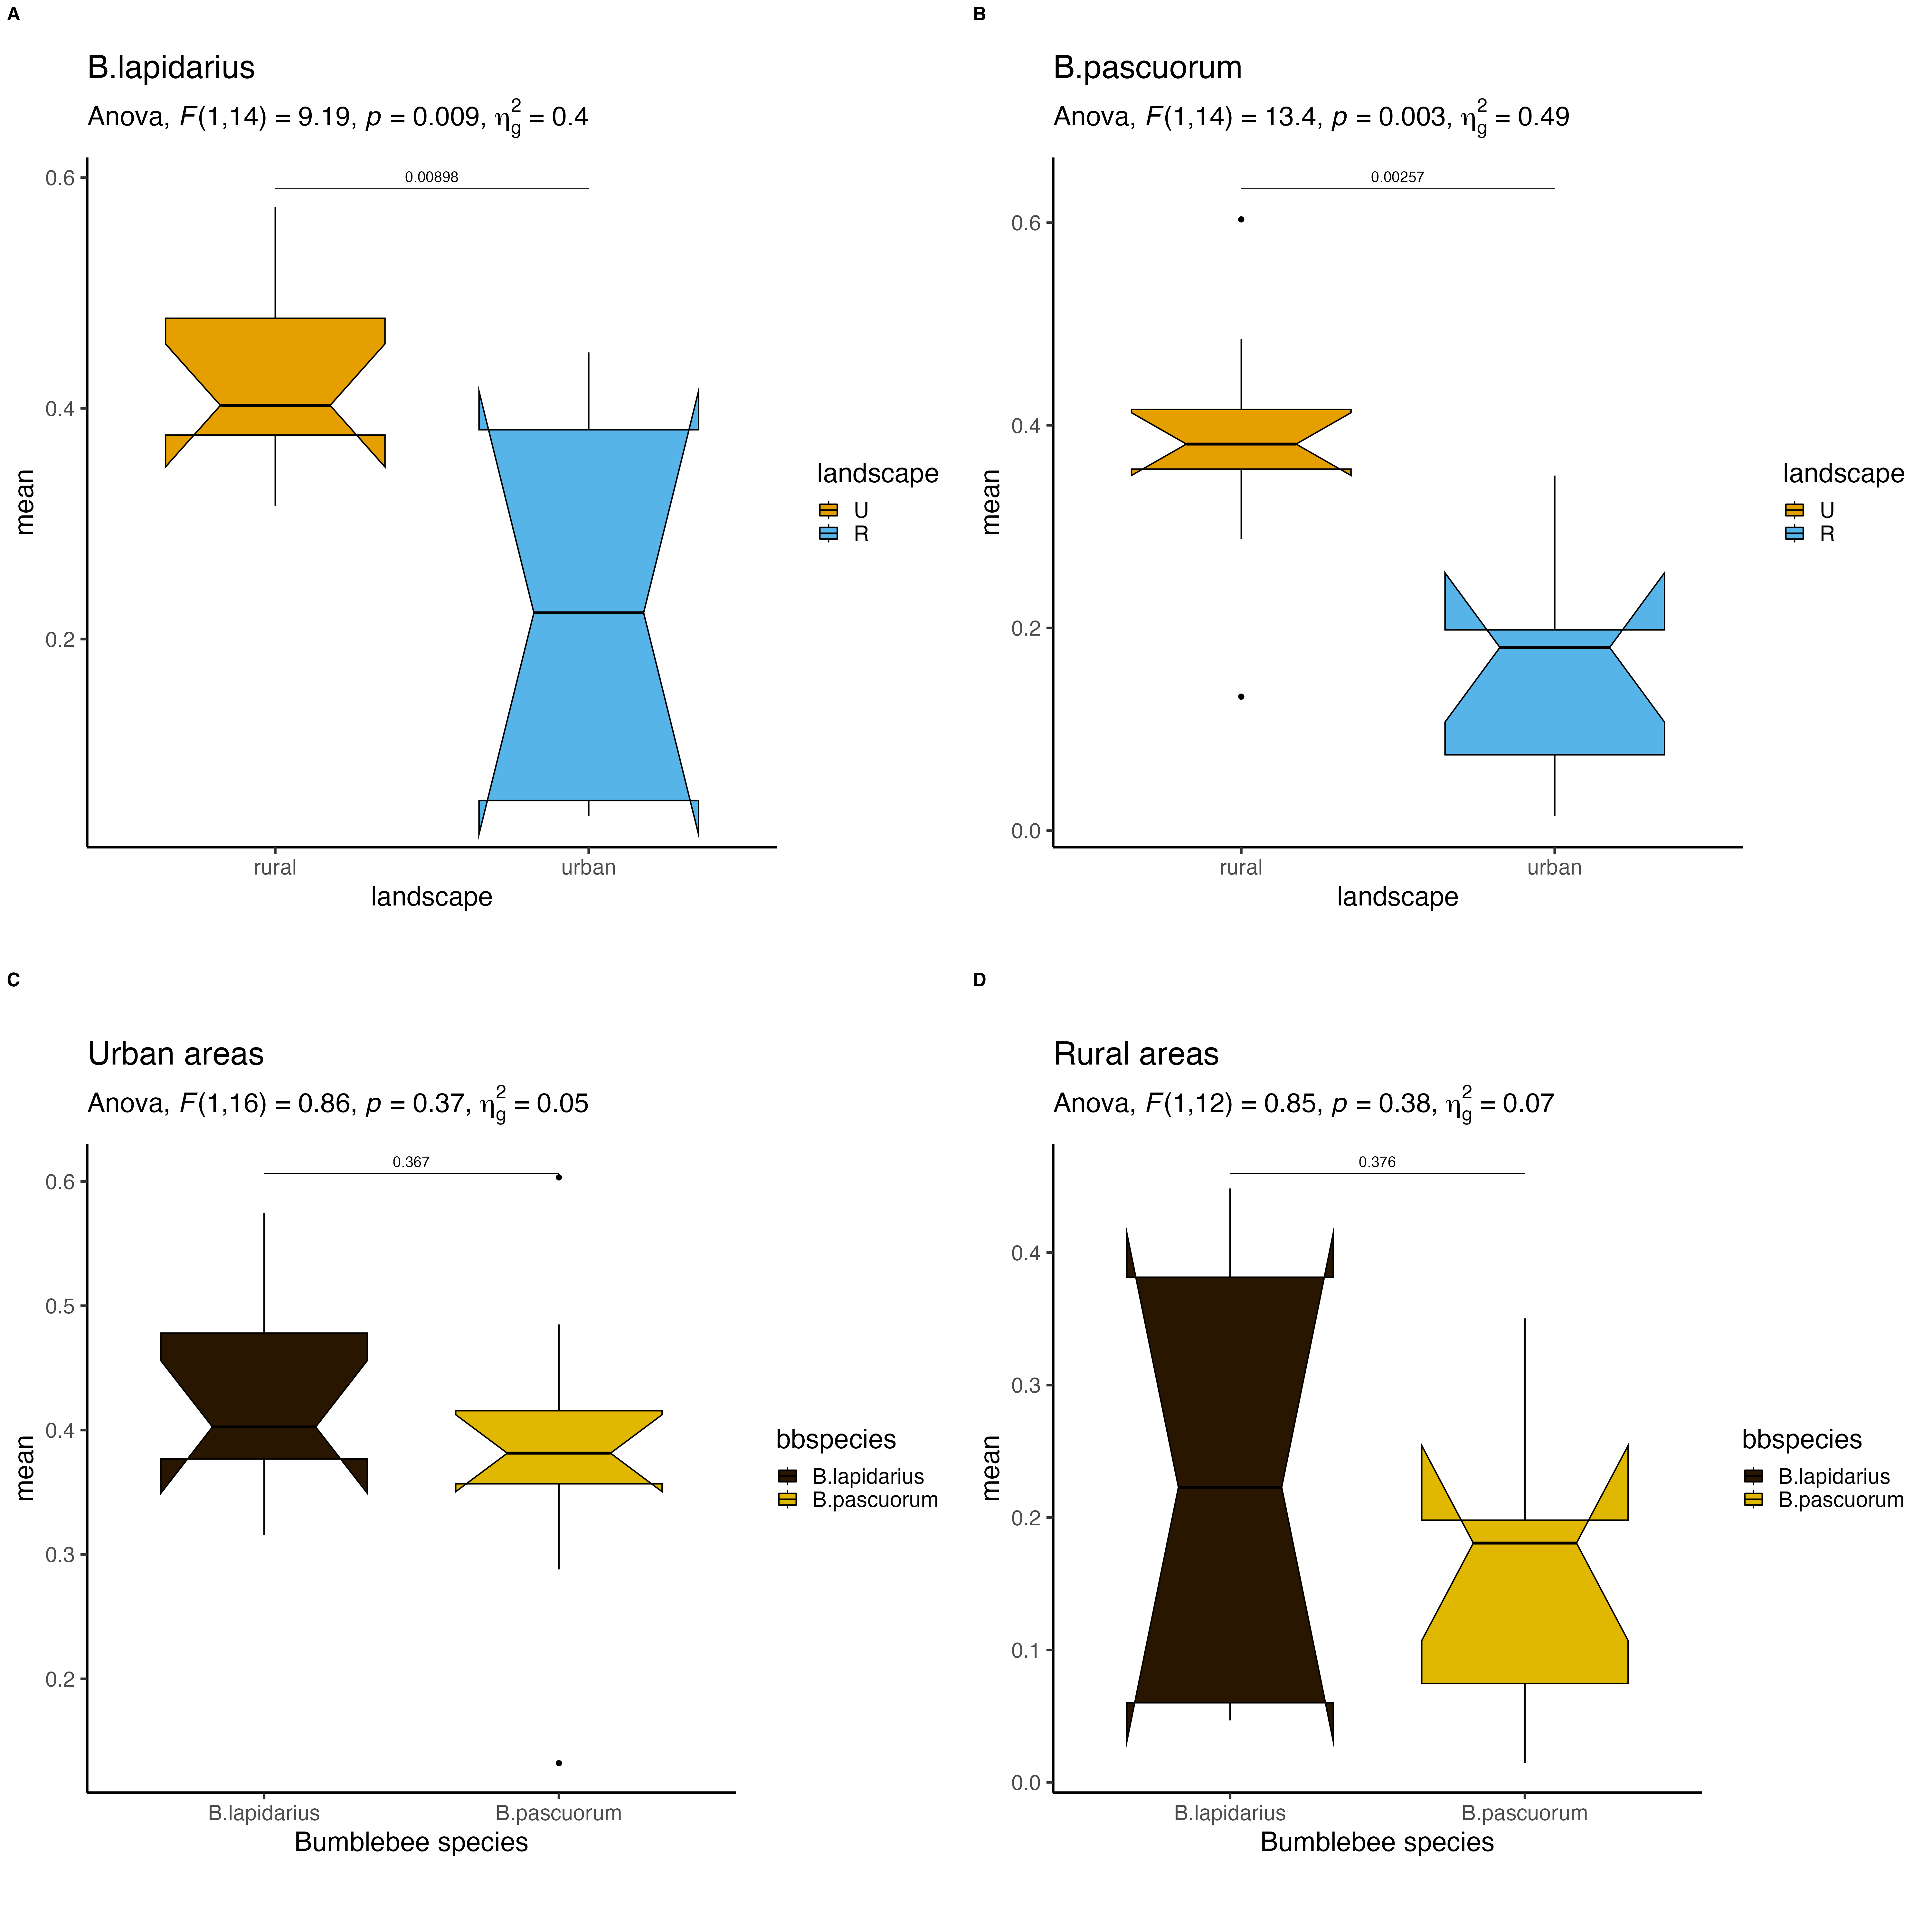 A
B.lapidarius
Anova, F(1,14) = 9.19, p = 0.009, η²g = 0.4
0.00898
0.6
0.4
0.2
mean
rural
urban
landscape
landscape
U
R
B
B.pascuorum
Anova, F(1,14) = 13.4, p = 0.003, η²g = 0.49
0.00257
0.6
0.4
0.2
0.0
mean
rural
urban
landscape
landscape
U
R
C
Urban areas
Anova, F(1,16) = 0.86, p = 0.37, η²g = 0.05
0.367
0.6
0.5
0.4
0.3
0.2
mean
B.lapidarius
B.pascuorum
Bumblebee species
bbspecies
B.lapidarius
B.pascuorum
D
Rural areas
Anova, F(1,12) = 0.85, p = 0.38, η²g = 0.07
0.376
0.4
0.3
0.2
0.1
0.0
mean
B.lapidarius
B.pascuorum
Bumblebee species
bbspecies
B.lapidarius
B.pascuorum